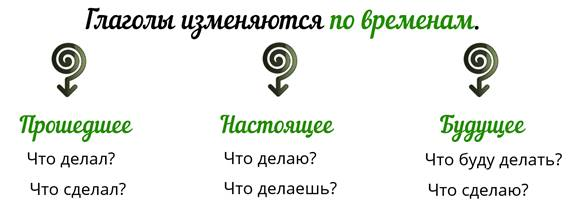 Глаголы изменяются по временам.
Прошедшее Настоящее Будущее
Что делал? Что делаю? Что буду делать?
Что сделал? Что делаешь? Что сделаю?